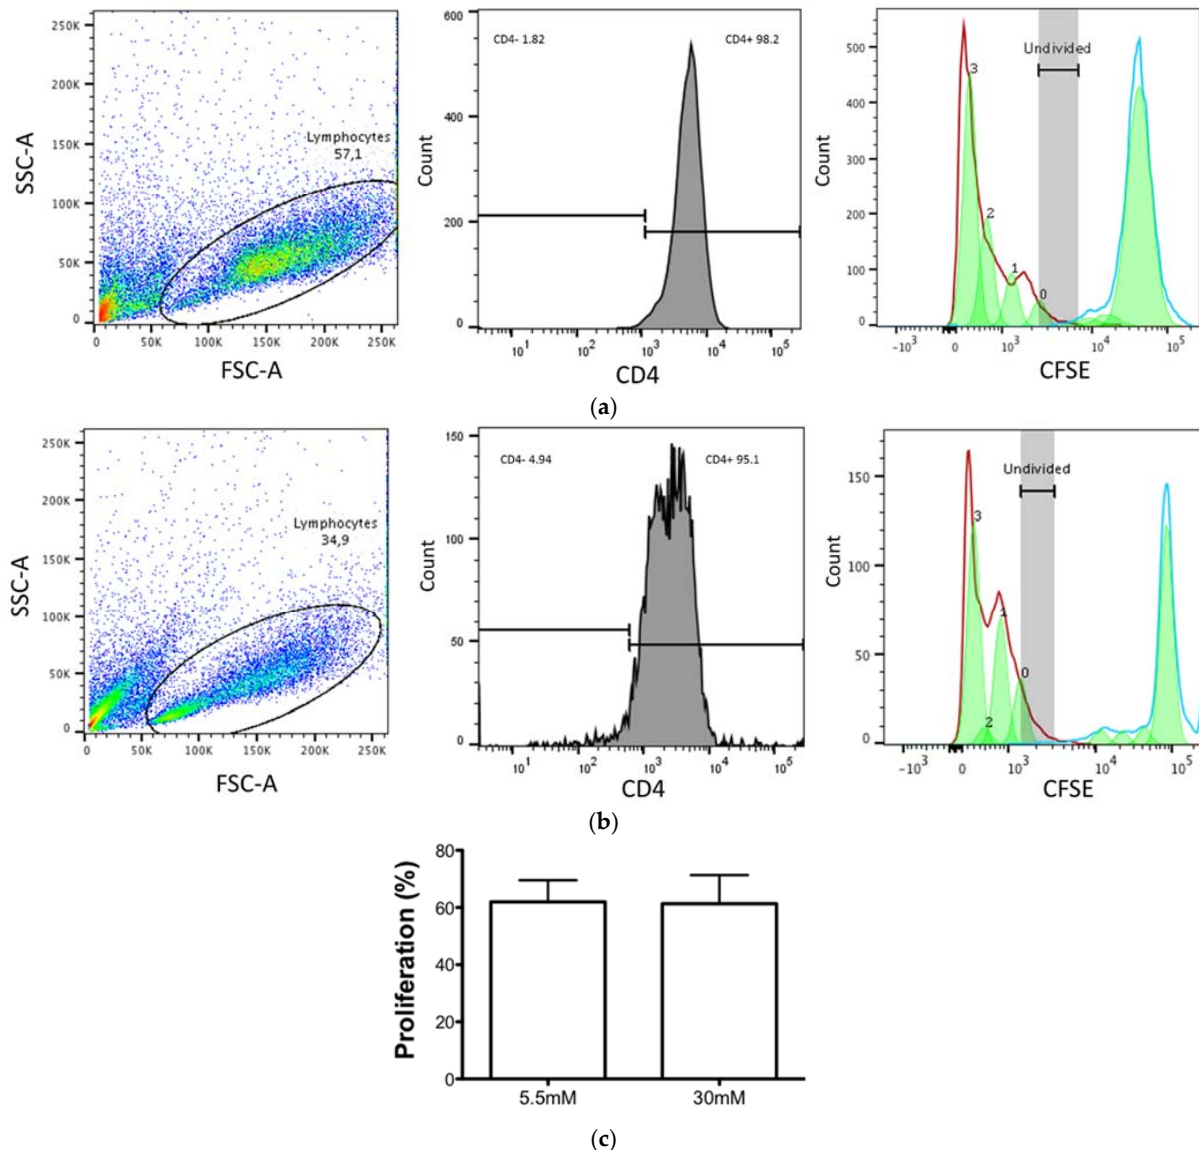 250K
200K
150K
100K
50K
0
SSC-A
Lymphocytes
57,1
0 50K 100K 150K 200K 250K
FSC-A
600
400
200
0
Count
CD4- 1.82 CD4+ 98.2
10¹ 10² 10³ 10⁴ 10⁵
CD4
500
400
300
200
100
0
Count
Undivided
3
2
1
0
-10³ 0 10³ 10⁴ 10⁵
CFSE
(a)
250K
200K
150K
100K
50K
0
SSC-A
Lymphocytes
34,9
0 50K 100K 150K 200K 250K
FSC-A
150
100
50
0
Count
CD4- 4.94 CD4+ 95.1
10¹ 10² 10³ 10⁴ 10⁵
CD4
150
100
50
0
Count
Undivided
3
1
0
2
-10³ 0 10³ 10⁴ 10⁵
CFSE
(b)
80
60
40
20
0
Proliferation (%)
5.5mM 30mM
(c)